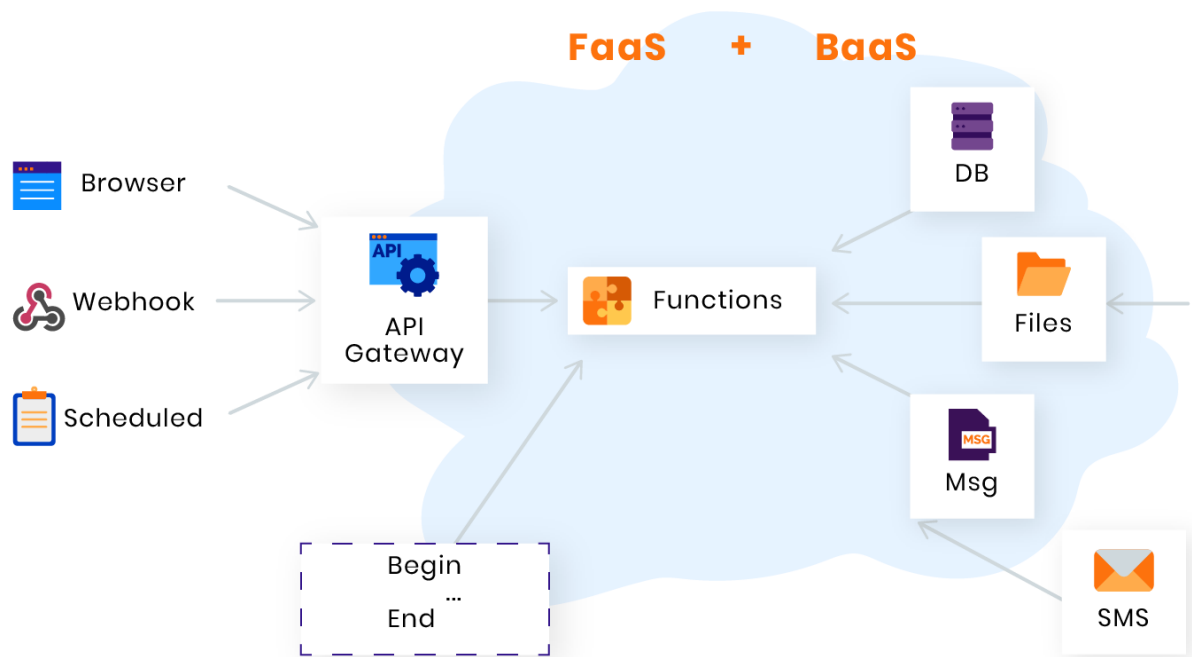 FaaS + BaaS
DB
Browser
API
Webhook
API
Gateway
Functions
Files
Scheduled
MSG
Msg
Begin
...
End
SMS